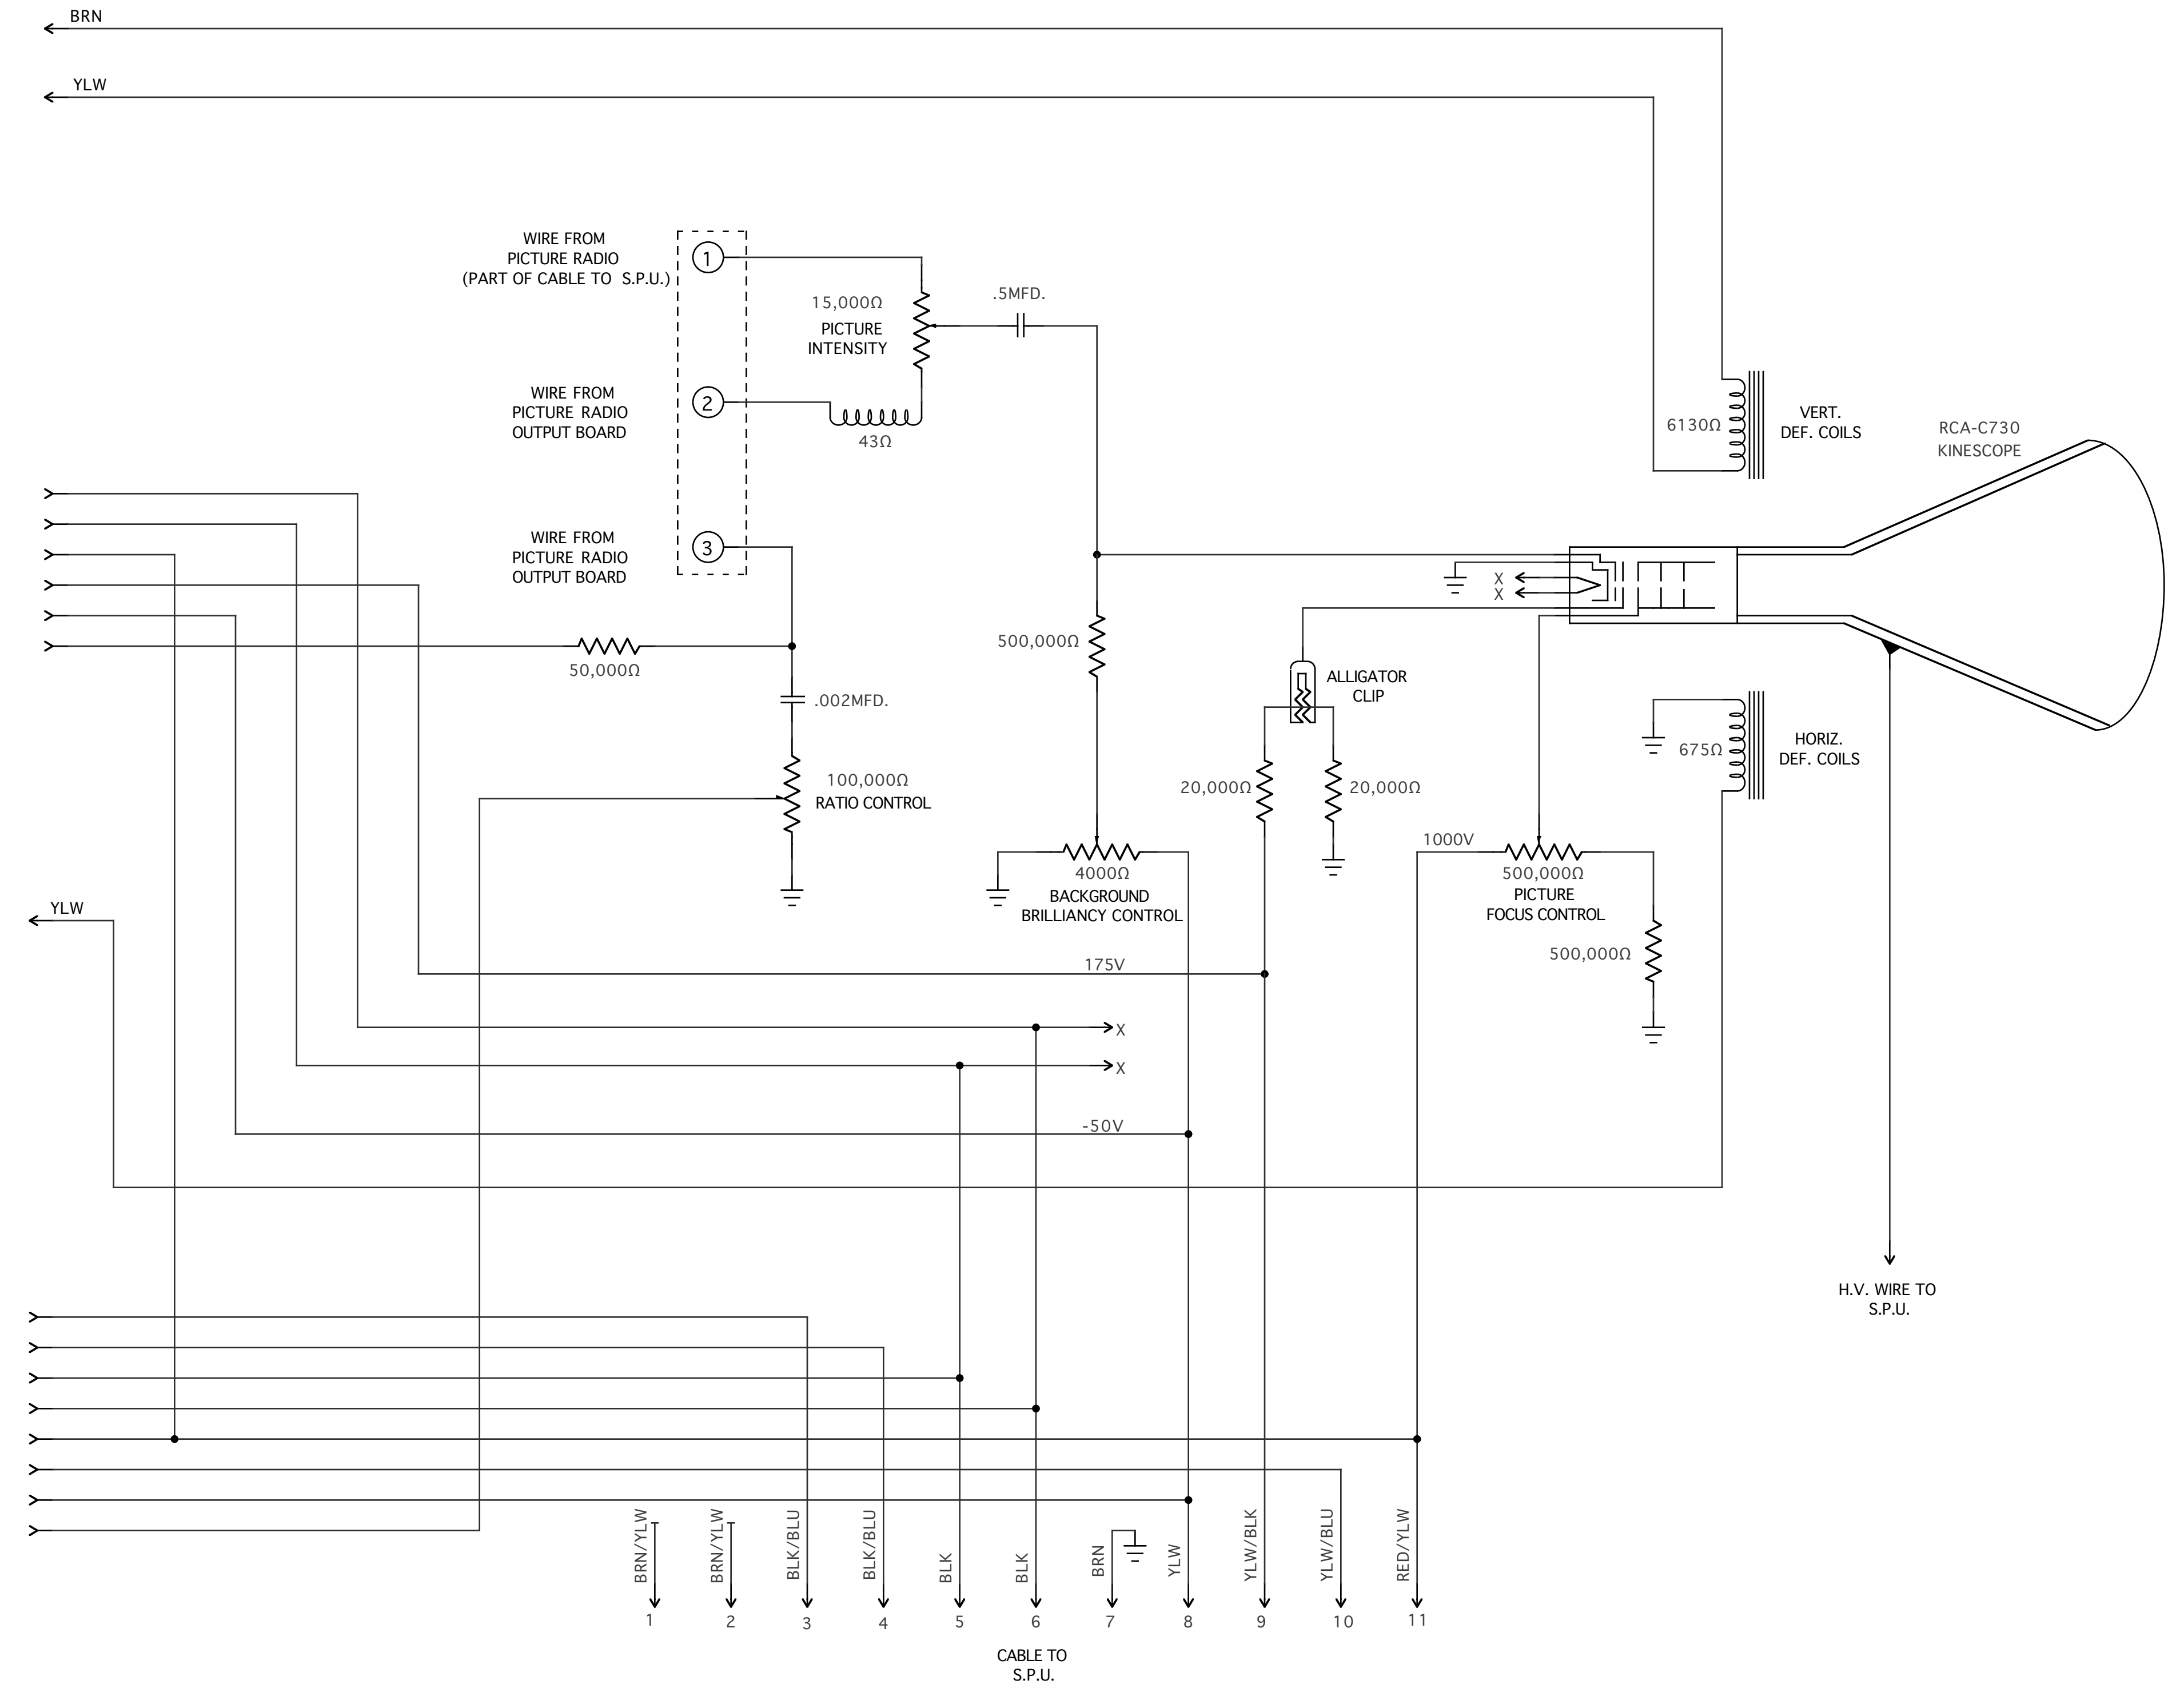 BRN
YLW
WIRE FROM
PICTURE RADIO
(PART OF CABLE TO S.P.U.)
1
15,000Ω
PICTURE
INTENSITY
.5MFD.
WIRE FROM
PICTURE RADIO
OUTPUT BOARD
2
43Ω
6130Ω
VERT.
DEF. COILS
RCA-C730
KINESCOPE
WIRE FROM
PICTURE RADIO
OUTPUT BOARD
3
X
X
50,000Ω
500,000Ω
ALLIGATOR
CLIP
.002MFD.
100,000Ω
RATIO CONTROL
20,000Ω
20,000Ω
675Ω
HORIZ.
DEF. COILS
1000V
4000Ω
BACKGROUND
BRILLIANCY CONTROL
500,000Ω
PICTURE
FOCUS CONTROL
YLW
500,000Ω
175V
X
X
-50V
H.V. WIRE TO
S.P.U.
BRN/YLW
BRN/YLW
BLK/BLU
BLK/BLU
BLK
BLK
BRN
YLW
YLW/BLK
YLW/BLU
RED/YLW
1
2
3
4
5
6
7
8
9
10
11
CABLE TO
S.P.U.